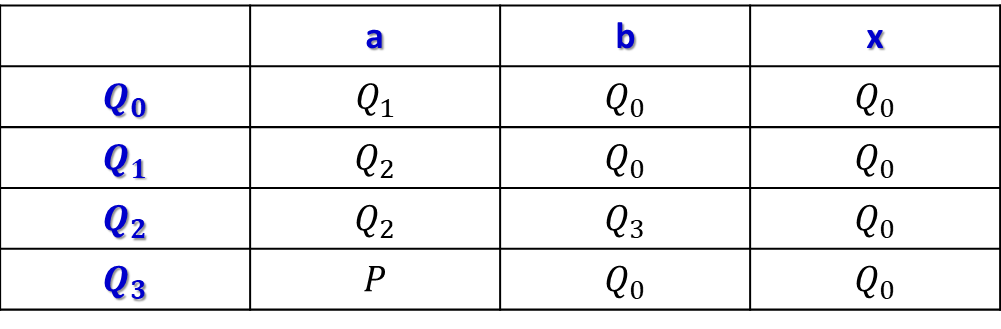 a b x
Q₀ Q₁ Q₀ Q₀
Q₁ Q₂ Q₀ Q₀
Q₂ Q₂ Q₃ Q₀
Q₃ P Q₀ Q₀